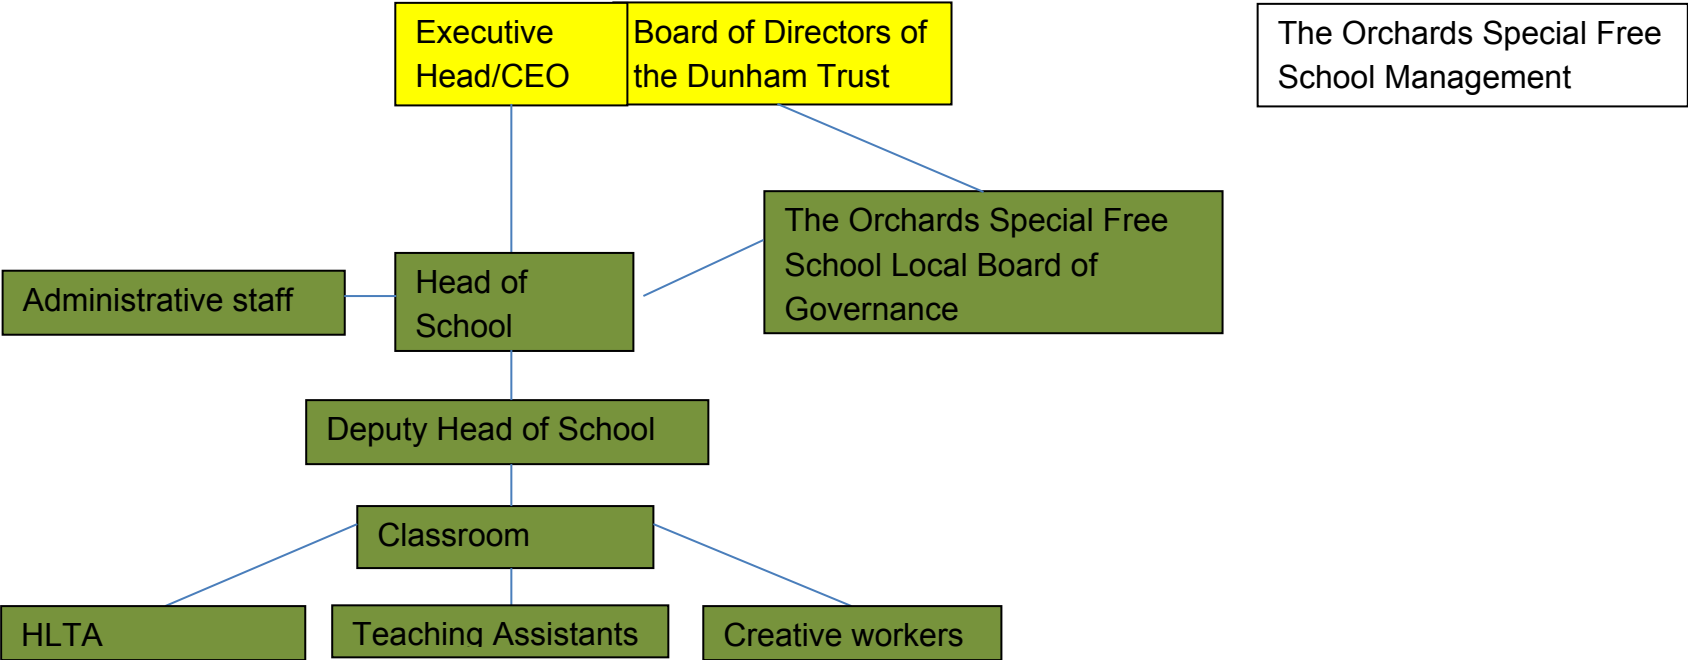 Executive
Head/CEO
Board of Directors of
the Dunham Trust
The Orchards Special Free
School Management
The Orchards Special Free
School Local Board of
Governance
Administrative staff
Head of
School
Deputy Head of School
Classroom
HLTA
Teaching Assistants
Creative workers